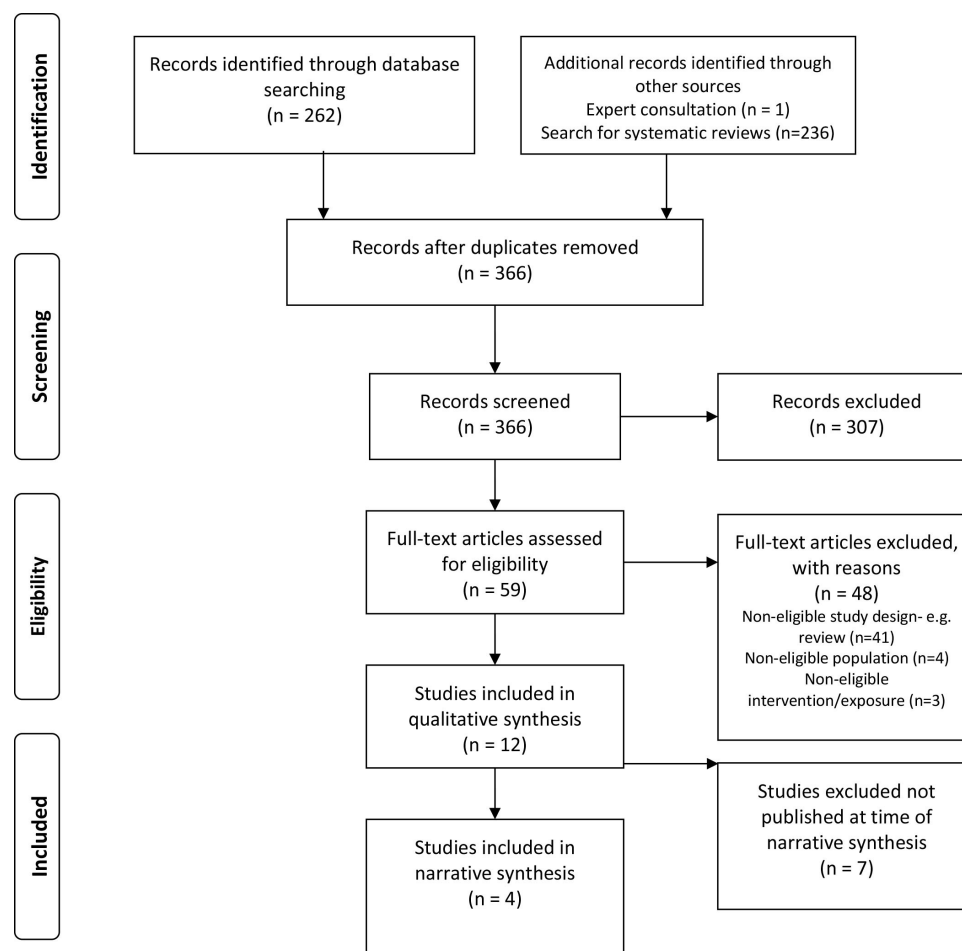 Identification
Records identified through database
searching
(n = 262)
Additional records identified through
other sources
Expert consultation (n = 1)
Search for systematic reviews (n=236)
Records after duplicates removed
(n = 366)
Screening
Records screened
(n = 366)
Records excluded
(n = 307)
Eligibility
Full-text articles assessed
for eligibility
(n = 59)
Full-text articles excluded,
with reasons
(n = 48)
Non-eligible study design- e.g.
review (n=41)
Non-eligible population (n=4)
Non-eligible
intervention/exposure (n=3)
Studies included in
qualitative synthesis
(n = 12)
Included
Studies excluded not
published at time of
narrative synthesis
(n = 7)
Studies included in
narrative synthesis
(n = 4)